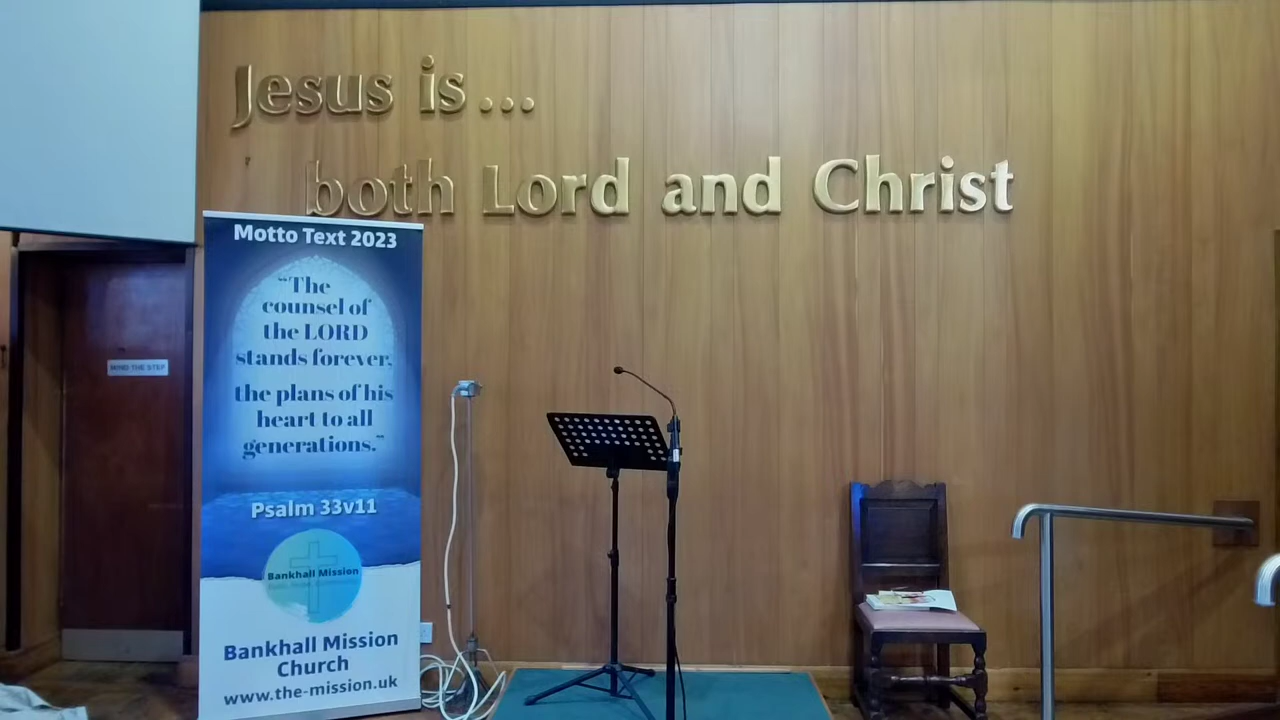 Jesus is...
both Lord and Christ
Motto Text 2023
“The
counsel of
the LORD
stands forever,
the plans of his
heart to all
generations.”
Psalm 33v11
Bankhall Mission
Bankhall Mission
Church
www.the-mission.uk
MIND THE STEP